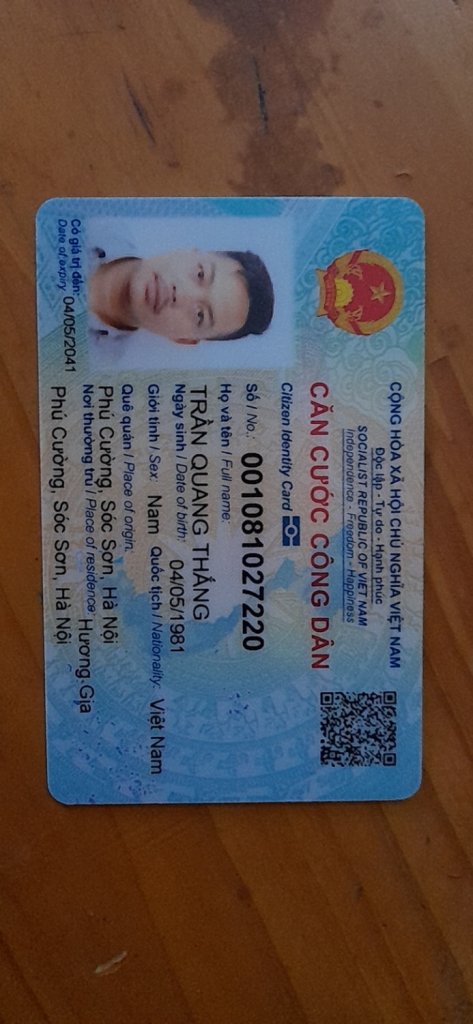 CỘNG HÒA XÃ HỘI CHỦ NGHĨA VIỆT NAM
Độc lập - Tự do - Hạnh phúc
SOCIALIST REPUBLIC OF VIET NAM
Independence - Freedom - Happiness
CĂN CƯỚC CÔNG DÂN
Citizen Identity Card
Số / No.: 001081027220
Họ và tên / Full name:
TRẦN QUANG THẮNG
Ngày sinh / Date of birth: 04/05/1981
Giới tính / Sex: Nam Quốc tịch / Nationality: Việt Nam
Quê quán / Place of origin:
Phú Cường, Sóc Sơn, Hà Nội
Nơi thường trú / Place of residence: Hương Gia
Phú Cường, Sóc Sơn, Hà Nội
Có giá trị đến: 04/05/2041
Date of expiry